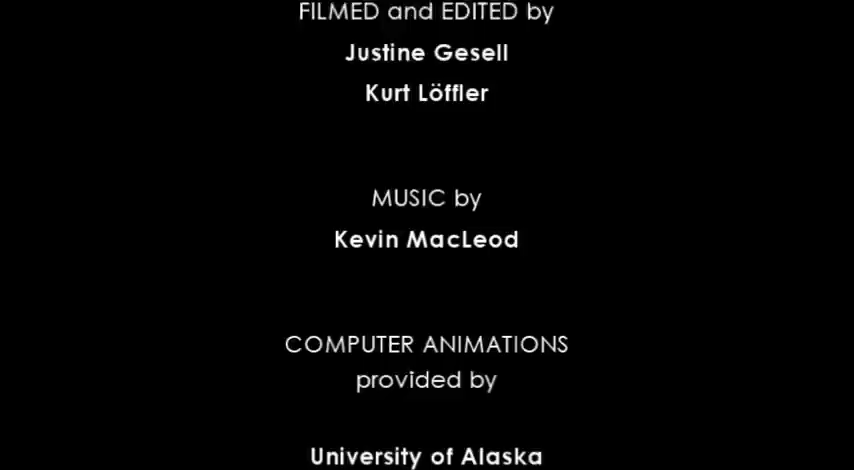 FILMED and EDITED by
Justine Gesell
Kurt Löffler
MUSIC by
Kevin MacLeod
COMPUTER ANIMATIONS
provided by
University of Alaska